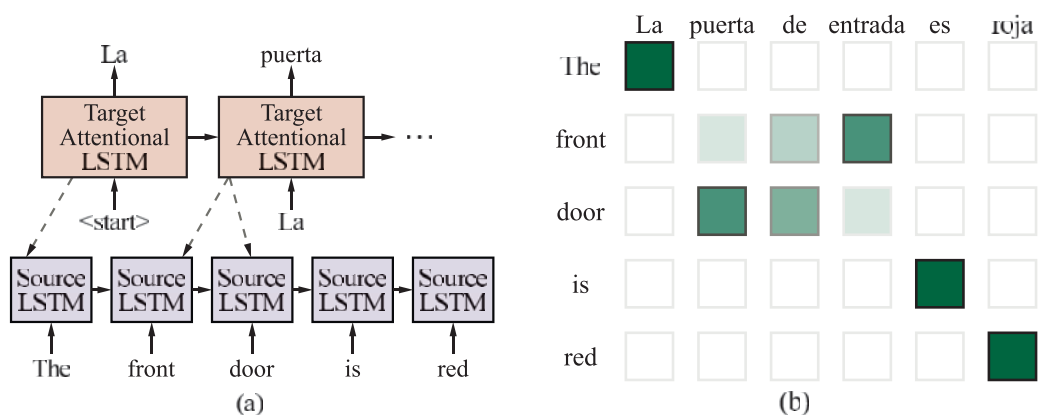 La puerta
Target Attentional LSTM
Target Attentional LSTM
...
<start> La
Source LSTM
Source LSTM
Source LSTM
Source LSTM
Source LSTM
The front door is red
(a)
La puerta de entrada es roja
The
front
door
is
red
(b)